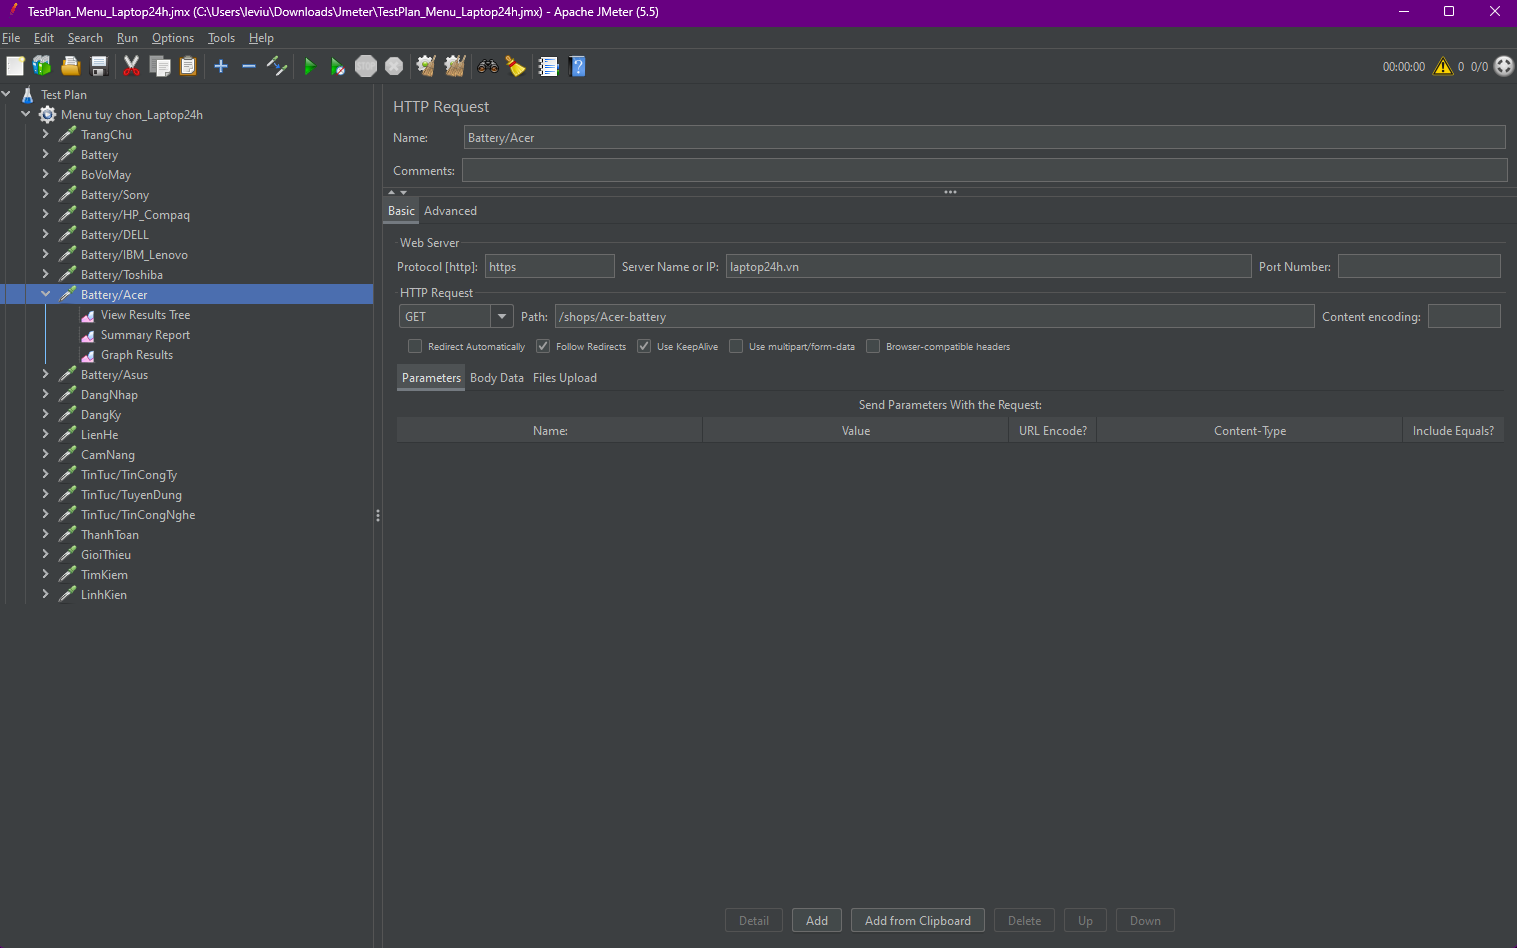 TestPlan_Menu_Laptop24h.jmx (C:\Users\leviu\Downloads\Jmeter\TestPlan_Menu_Laptop24h.jmx) - Apache JMeter (5.5)
File Edit Search Run Options Tools Help
00:00:00 0 0/0
Test Plan
Menu tuy chon_Laptop24h
TrangChu
Battery
BoVoMay
Battery/Sony
Battery/HP_Compaq
Battery/DELL
Battery/IBM_Lenovo
Battery/Toshiba
Battery/Acer
View Results Tree
Summary Report
Graph Results
Battery/Asus
DangNhap
DangKy
LienHe
CamNang
TinTuc/TinCongTy
TinTuc/TuyenDung
TinTuc/TinCongNghe
ThanhToan
GioiThieu
TimKiem
LinhKien
HTTP Request
Name: Battery/Acer
Comments:
Basic Advanced
Web Server
Protocol [http]: https Server Name or IP: laptop24h.vn Port Number:
HTTP Request
GET Path: /shops/Acer-battery Content encoding:
Redirect Automatically Follow Redirects Use KeepAlive Use multipart/form-data Browser-compatible headers
Parameters Body Data Files Upload
Send Parameters With the Request:
Name: Value URL Encode? Content-Type Include Equals?
Detail Add Add from Clipboard Delete Up Down